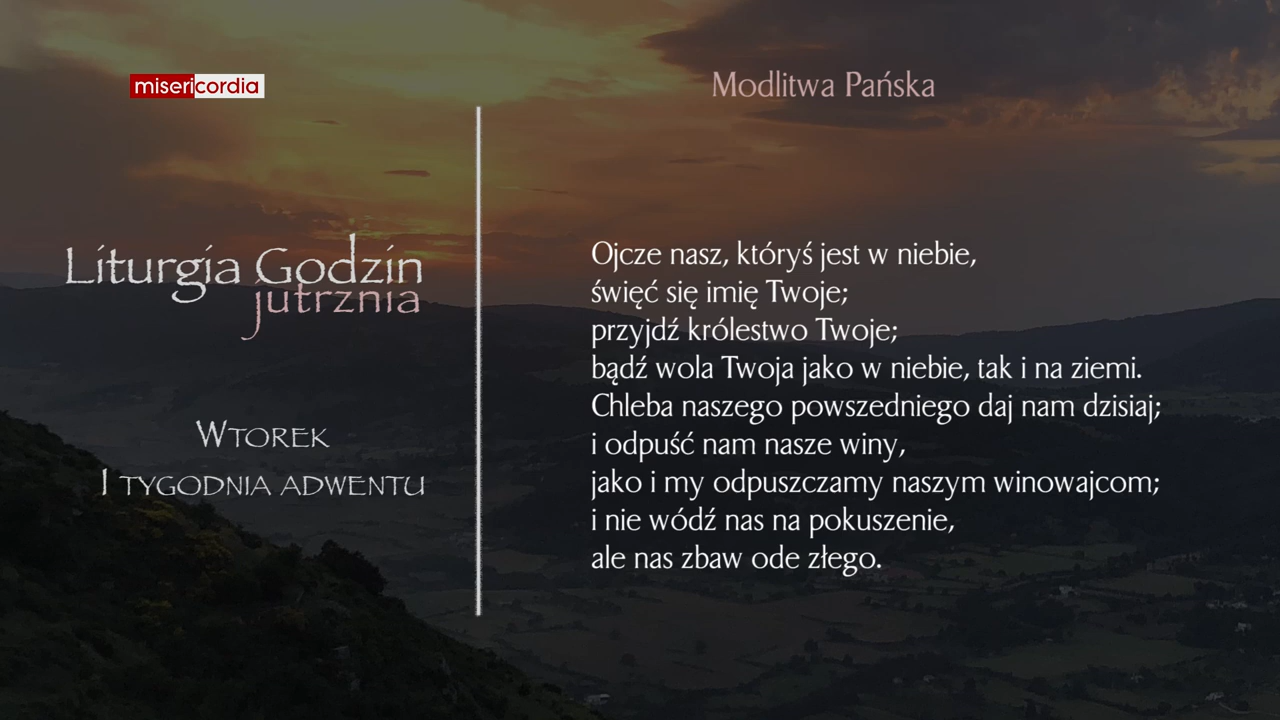 misericordia
Liturgia Godzin
jutrznia
Wtorek
I tygodnia adwentu
Modlitwa Pańska
Ojcze nasz, któryś jest w niebie,
święć się imię Twoje;
przyjdź królestwo Twoje;
bądź wola Twoja jako w niebie, tak i na ziemi.
Chleba naszego powszedniego daj nam dzisiaj;
i odpuść nam nasze winy,
jako i my odpuszczamy naszym winowajcom;
i nie wódź nas na pokuszenie,
ale nas zbaw ode złego.